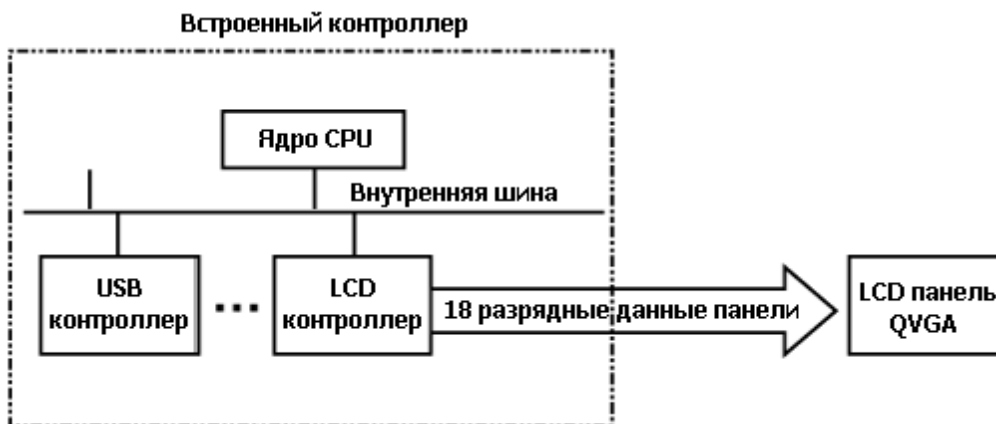 Встроенный контроллер
Ядро CPU
Внутренняя шина
USB
контроллер
...
LCD
контроллер
18 разрядные данные панели
LCD панель
QVGA